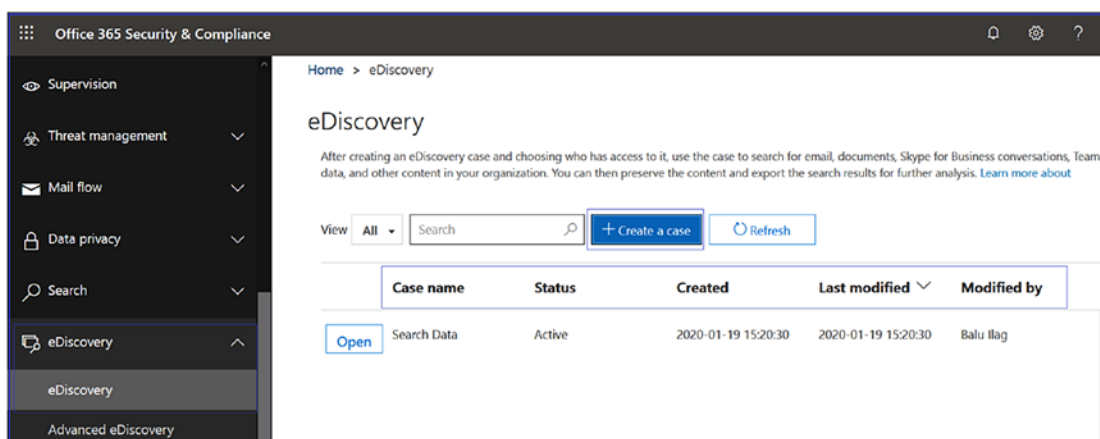 Office 365 Security & Compliance
?
Supervision
Threat management
Mail flow
Data privacy
Search
eDiscovery
eDiscovery
Advanced eDiscovery
Home > eDiscovery
eDiscovery
After creating an eDiscovery case and choosing who has access to it, use the case to search for email, documents, Skype for Business conversations, Team
data, and other content in your organization. You can then preserve the content and export the search results for further analysis. Learn more about
View All Search + Create a case Refresh
Case name Status Created Last modified Modified by
Open Search Data Active 2020-01-19 15:20:30 2020-01-19 15:20:30 Balu Ilag